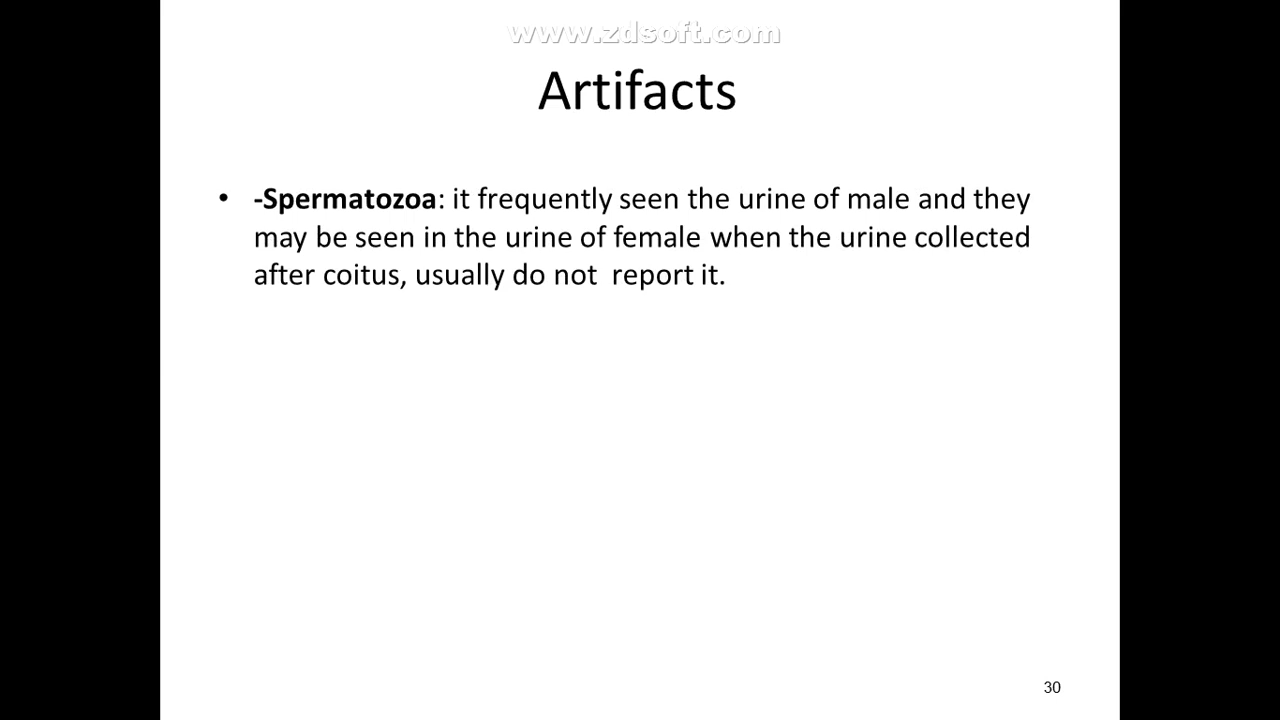 www.zdsoft.com
Artifacts
• -Spermatozoa: it frequently seen the urine of male and they
may be seen in the urine of female when the urine collected
after coitus, usually do not  report it.
30